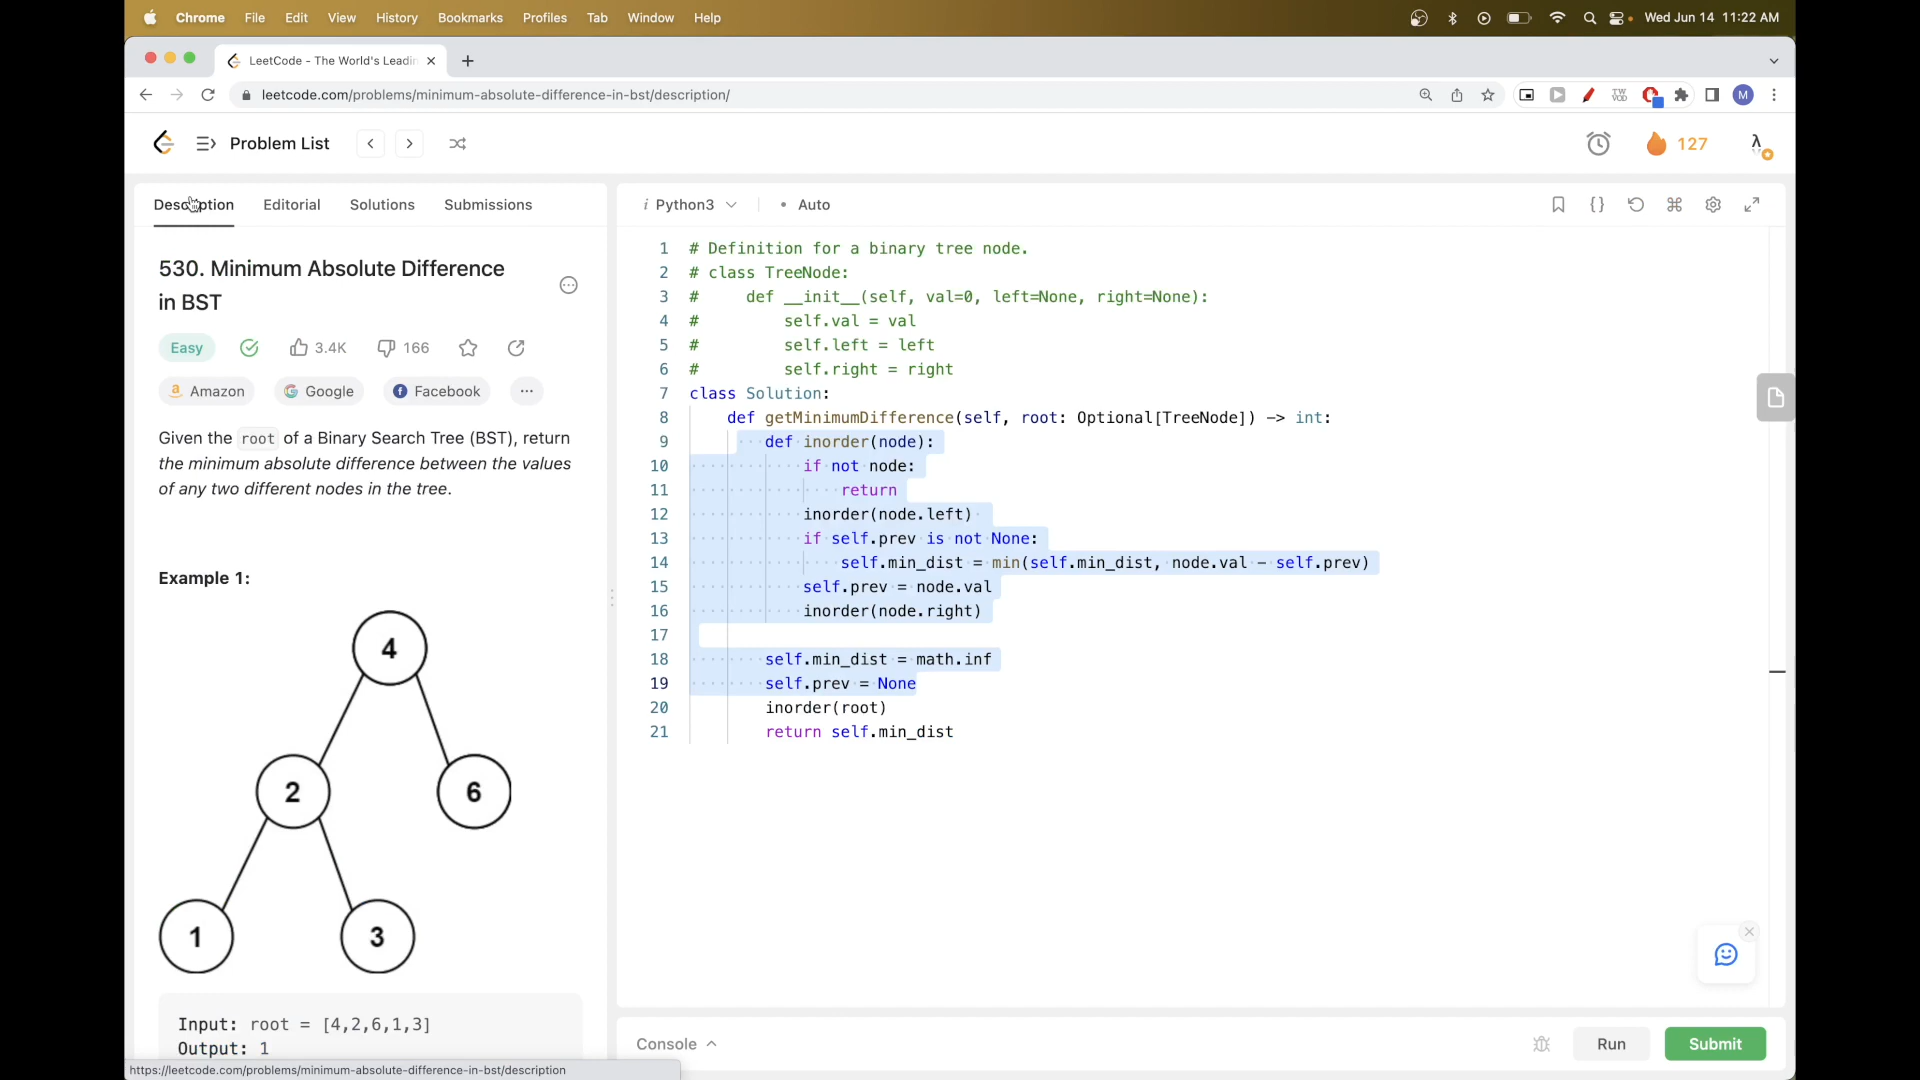 Chrome File Edit View History Bookmarks Profiles Tab Window Help Wed Jun 14 11:22 AM
LeetCode - The World's Leadin
leetcode.com/problems/minimum-absolute-difference-in-bst/description/ M
Problem List 127
Description Editorial Solutions Submissions
530. Minimum Absolute Difference
in BST
Easy 3.4K 166
Amazon Google Facebook ...
Given the root of a Binary Search Tree (BST), return
the minimum absolute difference between the values
of any two different nodes in the tree.
Example 1:
4
2 6
1 3
Input: root = [4,2,6,1,3]
Output: 1
https://leetcode.com/problems/minimum-absolute-difference-in-bst/description
i Python3 • Auto
1 # Definition for a binary tree node.
2 # class TreeNode:
3 #     def __init__(self, val=0, left=None, right=None):
4 #         self.val = val
5 #         self.left = left
6 #         self.right = right
7 class Solution:
8     def getMinimumDifference(self, root: Optional[TreeNode]) -> int:
9         def inorder(node):
10             if not node:
11                 return
12             inorder(node.left)
13             if self.prev is not None:
14                 self.min_dist = min(self.min_dist, node.val - self.prev)
15             self.prev = node.val
16             inorder(node.right)
17
18         self.min_dist = math.inf
19         self.prev = None
20         inorder(root)
21         return self.min_dist
Console Run Submit